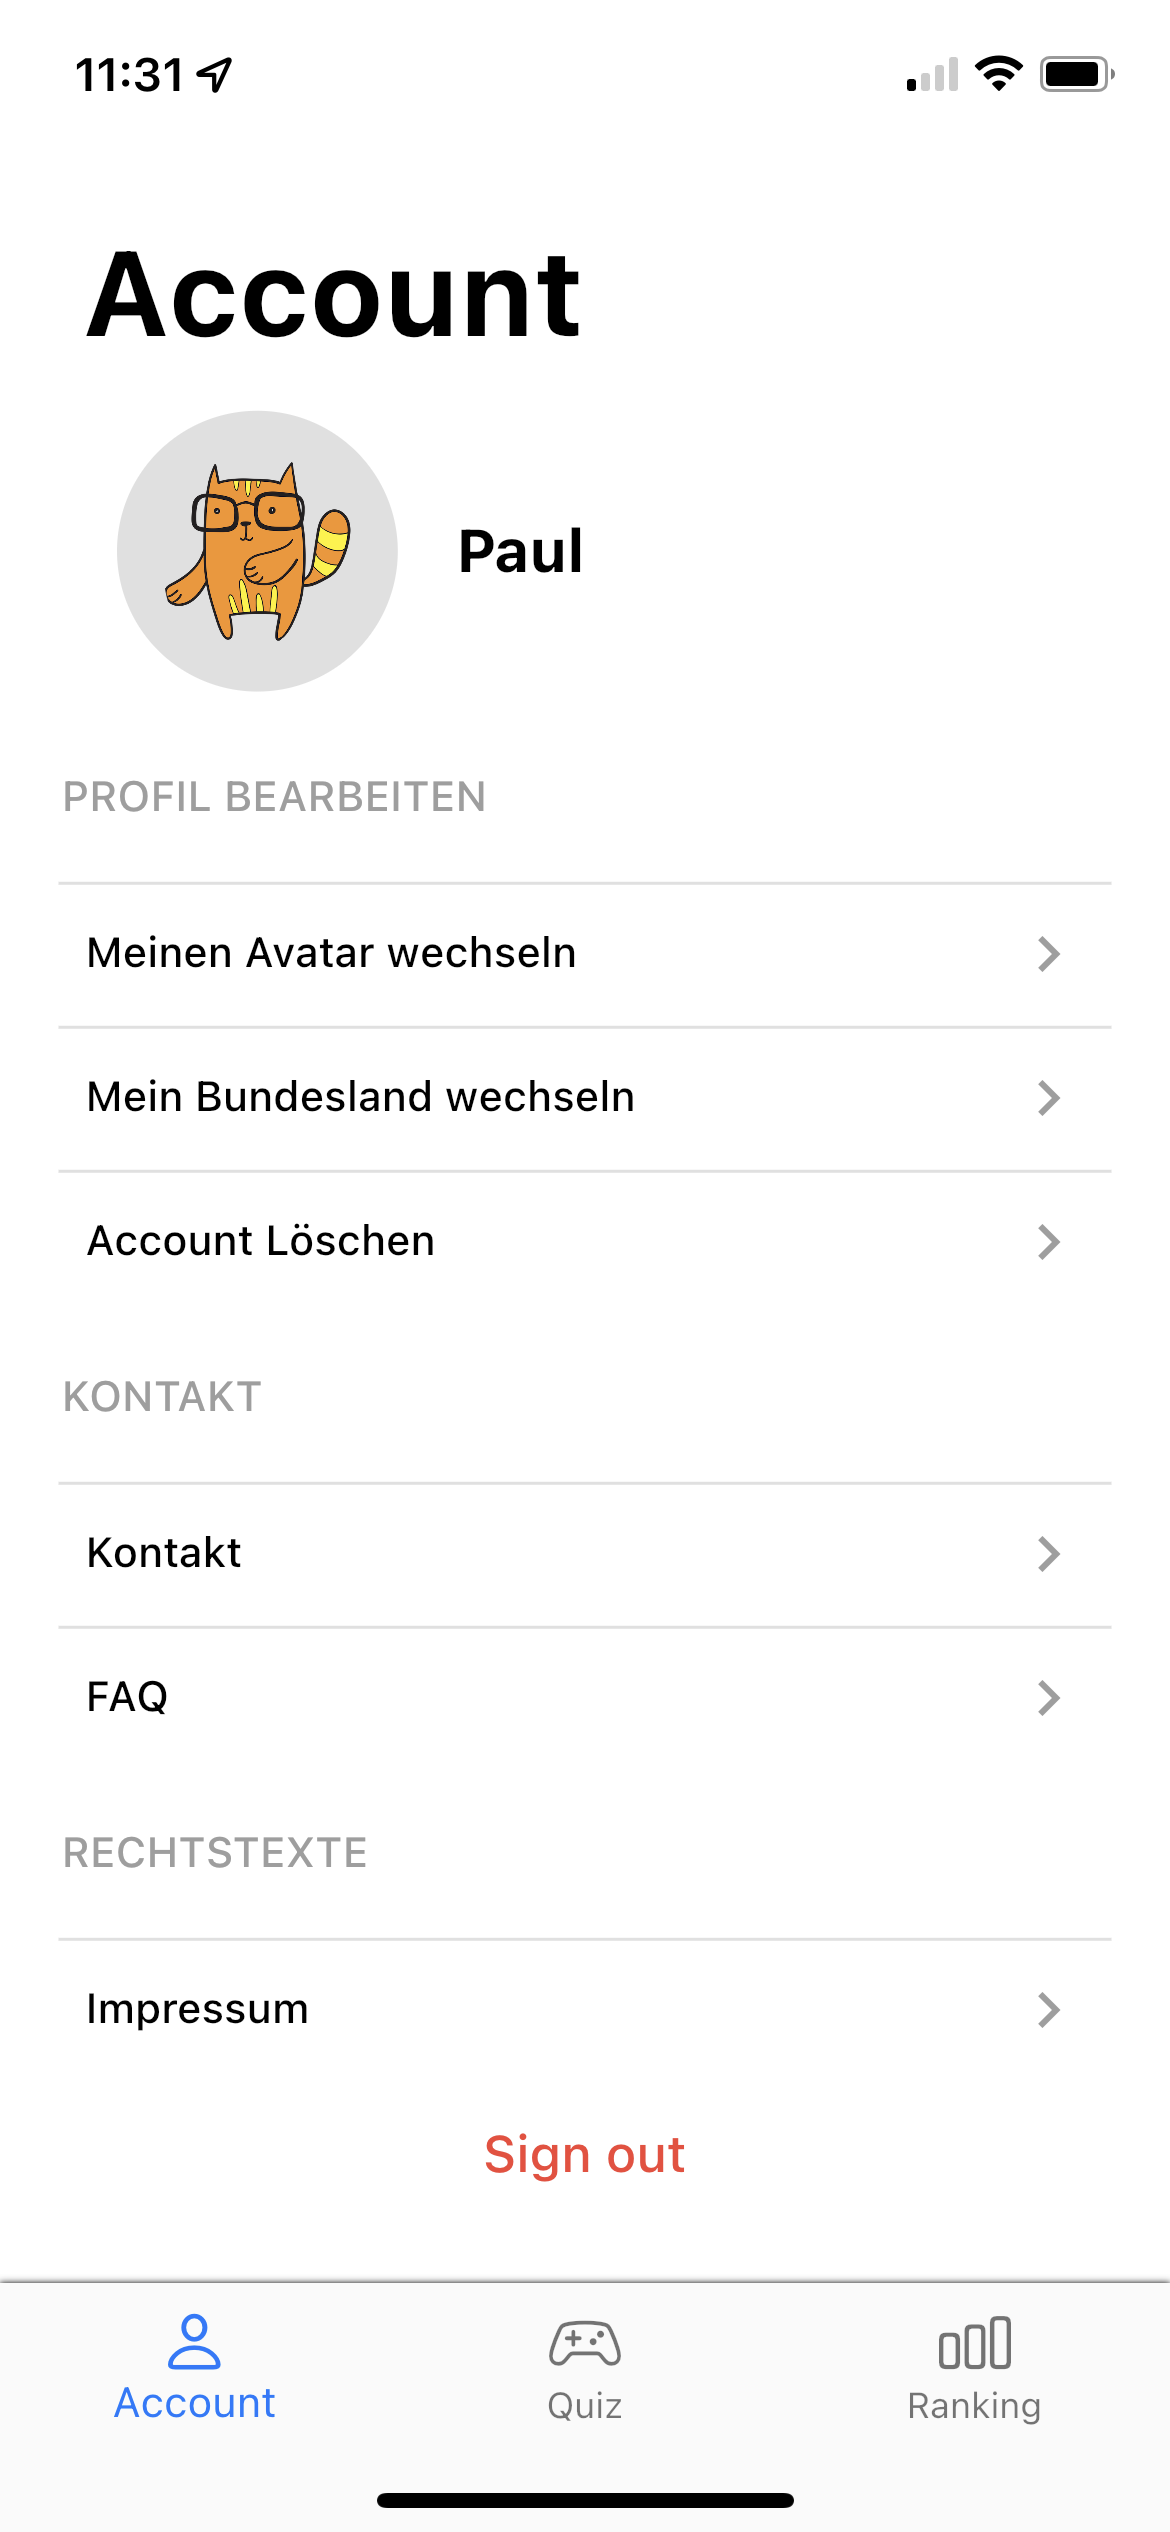 11:31
Account
Paul
PROFIL BEARBEITEN
Meinen Avatar wechseln
Mein Bundesland wechseln
Account Löschen
KONTAKT
Kontakt
FAQ
RECHTSTEXTE
Impressum
Sign out
Account
Quiz
Ranking